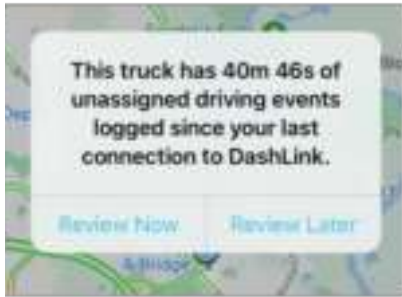 This truck has 40m 46s of
unassigned driving events
logged since your last
connection to DashLink.
Review Now
Review Later